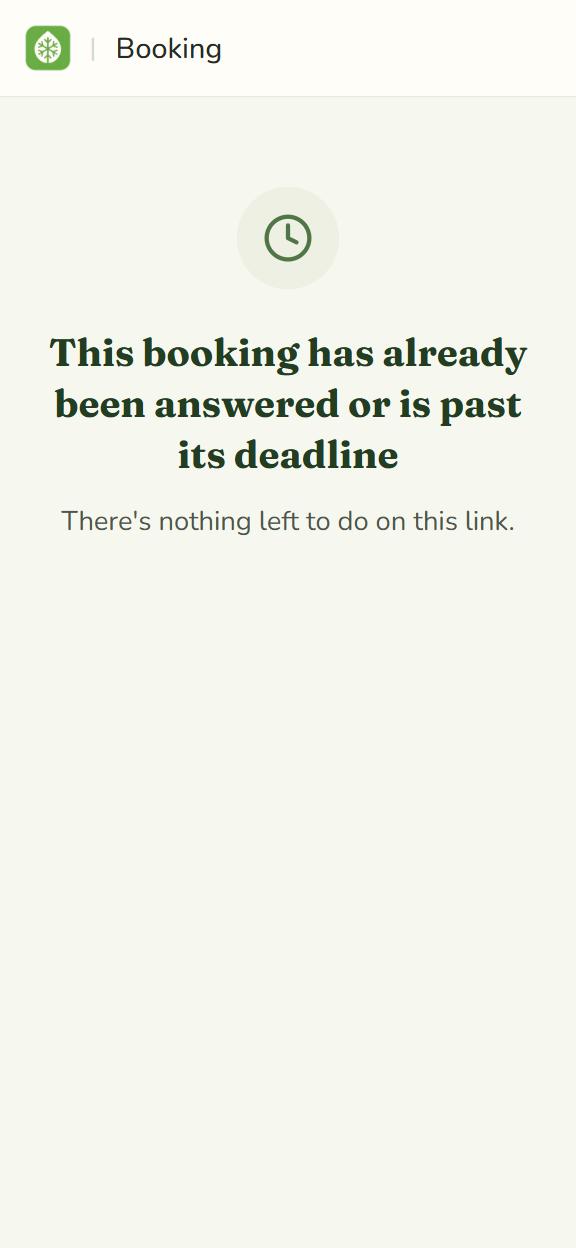 Booking
This booking has already
been answered or is past
its deadline
There's nothing left to do on this link.